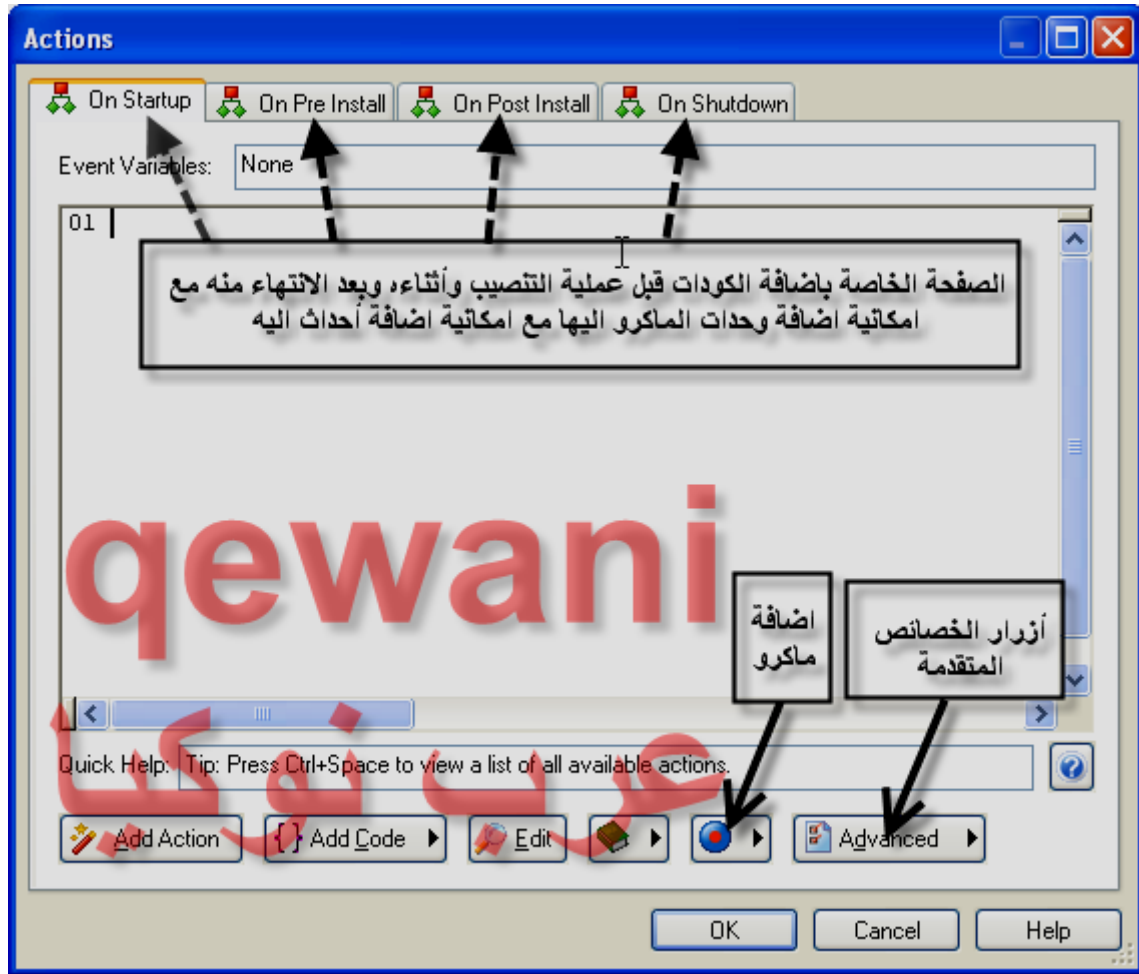 Actions
On Startup On Pre Install On Post Install On Shutdown
Event Variables: None
01
الصفحة الخاصة باضافة الكودات قبل عملية التنصيب وأثناءه وبعد الانتهاء منه مع
امكانية اضافة وحدات الماكرو اليها مع امكانية اضافة أحداث اليه
qewani
اضافة
ماكرو
أزرار الخصائص
المتقدمة
عرب نوكيا
Quick Help: Tip: Press Ctrl+Space to view a list of all available actions.
Add Action Add Code Edit Advanced
OK Cancel Help